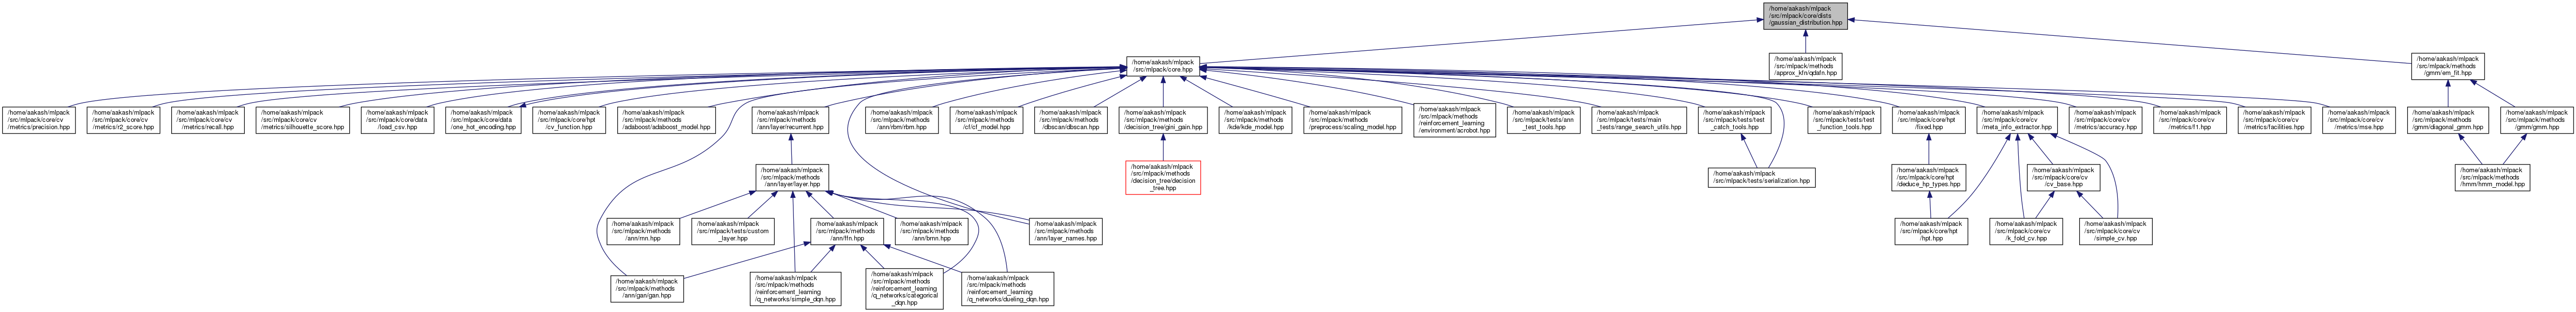 /home/aakash/mlpack
/src/mlpack/core/dists
/gaussian_distribution.hpp
/home/aakash/mlpack
/src/mlpack/core.hpp
/home/aakash/mlpack
/src/mlpack/methods
/approx_kfn/qdafn.hpp
/home/aakash/mlpack
/src/mlpack/methods
/gmm/em_fit.hpp
/home/aakash/mlpack
/src/mlpack/core/cv
/metrics/precision.hpp
/home/aakash/mlpack
/src/mlpack/core/cv
/metrics/r2_score.hpp
/home/aakash/mlpack
/src/mlpack/core/cv
/metrics/recall.hpp
/home/aakash/mlpack
/src/mlpack/core/cv
/metrics/silhouette_score.hpp
/home/aakash/mlpack
/src/mlpack/core/data
/load_csv.hpp
/home/aakash/mlpack
/src/mlpack/core/data
/one_hot_encoding.hpp
/home/aakash/mlpack
/src/mlpack/core/hpt
/cv_function.hpp
/home/aakash/mlpack
/src/mlpack/methods
/adaboost/adaboost_model.hpp
/home/aakash/mlpack
/src/mlpack/methods
/ann/layer/recurrent.hpp
/home/aakash/mlpack
/src/mlpack/methods
/ann/rbm/rbm.hpp
/home/aakash/mlpack
/src/mlpack/methods
/cf/cf_model.hpp
/home/aakash/mlpack
/src/mlpack/methods
/dbscan/dbscan.hpp
/home/aakash/mlpack
/src/mlpack/methods
/decision_tree/gini_gain.hpp
/home/aakash/mlpack
/src/mlpack/methods
/kde/kde_model.hpp
/home/aakash/mlpack
/src/mlpack/methods
/preprocess/scaling_model.hpp
/home/aakash/mlpack
/src/mlpack/methods
/reinforcement_learning
/environment/acrobot.hpp
/home/aakash/mlpack
/src/mlpack/tests/ann
_test_tools.hpp
/home/aakash/mlpack
/src/mlpack/tests/main
_tests/range_search_utils.hpp
/home/aakash/mlpack
/src/mlpack/tests/test
_catch_tools.hpp
/home/aakash/mlpack
/src/mlpack/tests/test
_function_tools.hpp
/home/aakash/mlpack
/src/mlpack/core/hpt
/fixed.hpp
/home/aakash/mlpack
/src/mlpack/core/cv
/meta_info_extractor.hpp
/home/aakash/mlpack
/src/mlpack/core/cv
/metrics/accuracy.hpp
/home/aakash/mlpack
/src/mlpack/core/cv
/metrics/f1.hpp
/home/aakash/mlpack
/src/mlpack/core/cv
/metrics/facilities.hpp
/home/aakash/mlpack
/src/mlpack/core/cv
/metrics/mse.hpp
/home/aakash/mlpack
/src/mlpack/methods
/gmm/diagonal_gmm.hpp
/home/aakash/mlpack
/src/mlpack/methods
/gmm/gmm.hpp
/home/aakash/mlpack
/src/mlpack/methods
/ann/layer/layer.hpp
/home/aakash/mlpack
/src/mlpack/methods
/decision_tree/decision
_tree.hpp
/home/aakash/mlpack
/src/mlpack/tests/serialization.hpp
/home/aakash/mlpack
/src/mlpack/core/hpt
/deduce_hp_types.hpp
/home/aakash/mlpack
/src/mlpack/core/cv
/cv_base.hpp
/home/aakash/mlpack
/src/mlpack/methods
/hmm/hmm_model.hpp
/home/aakash/mlpack
/src/mlpack/methods
/ann/rnn.hpp
/home/aakash/mlpack
/src/mlpack/tests/custom
_layer.hpp
/home/aakash/mlpack
/src/mlpack/methods
/ann/ffn.hpp
/home/aakash/mlpack
/src/mlpack/methods
/ann/brnn.hpp
/home/aakash/mlpack
/src/mlpack/methods
/ann/layer_names.hpp
/home/aakash/mlpack
/src/mlpack/core/hpt
/hpt.hpp
/home/aakash/mlpack
/src/mlpack/core/cv
/k_fold_cv.hpp
/home/aakash/mlpack
/src/mlpack/core/cv
/simple_cv.hpp
/home/aakash/mlpack
/src/mlpack/methods
/ann/gan/gan.hpp
/home/aakash/mlpack
/src/mlpack/methods
/reinforcement_learning
/q_networks/simple_dqn.hpp
/home/aakash/mlpack
/src/mlpack/methods
/reinforcement_learning
/q_networks/categorical
_dqn.hpp
/home/aakash/mlpack
/src/mlpack/methods
/reinforcement_learning
/q_networks/dueling_dqn.hpp